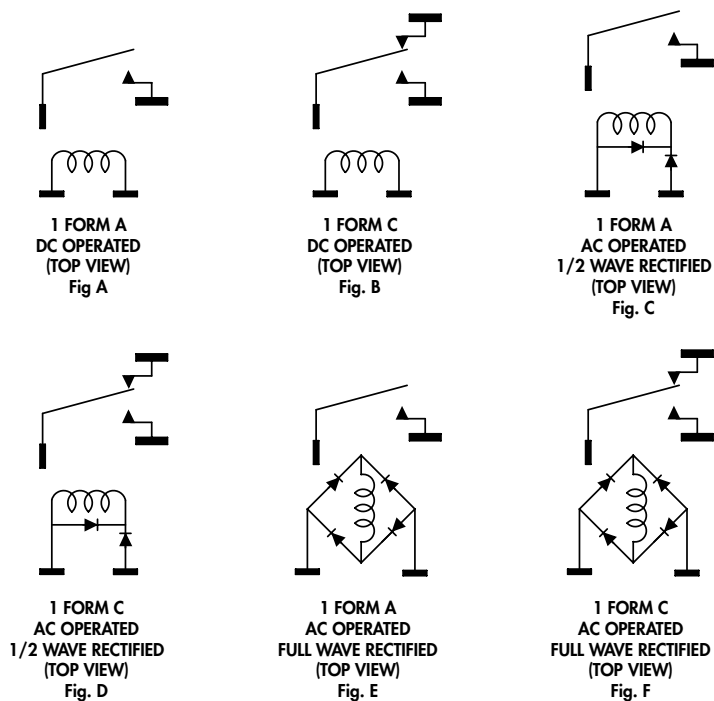 1 FORM A
DC OPERATED
(TOP VIEW)
Fig A
1 FORM C
DC OPERATED
(TOP VIEW)
Fig. B
1 FORM A
AC OPERATED
1/2 WAVE RECTIFIED
(TOP VIEW)
Fig. C
1 FORM C
AC OPERATED
1/2 WAVE RECTIFIED
(TOP VIEW)
Fig. D
1 FORM A
AC OPERATED
FULL WAVE RECTIFIED
(TOP VIEW)
Fig. E
1 FORM C
AC OPERATED
FULL WAVE RECTIFIED
(TOP VIEW)
Fig. F